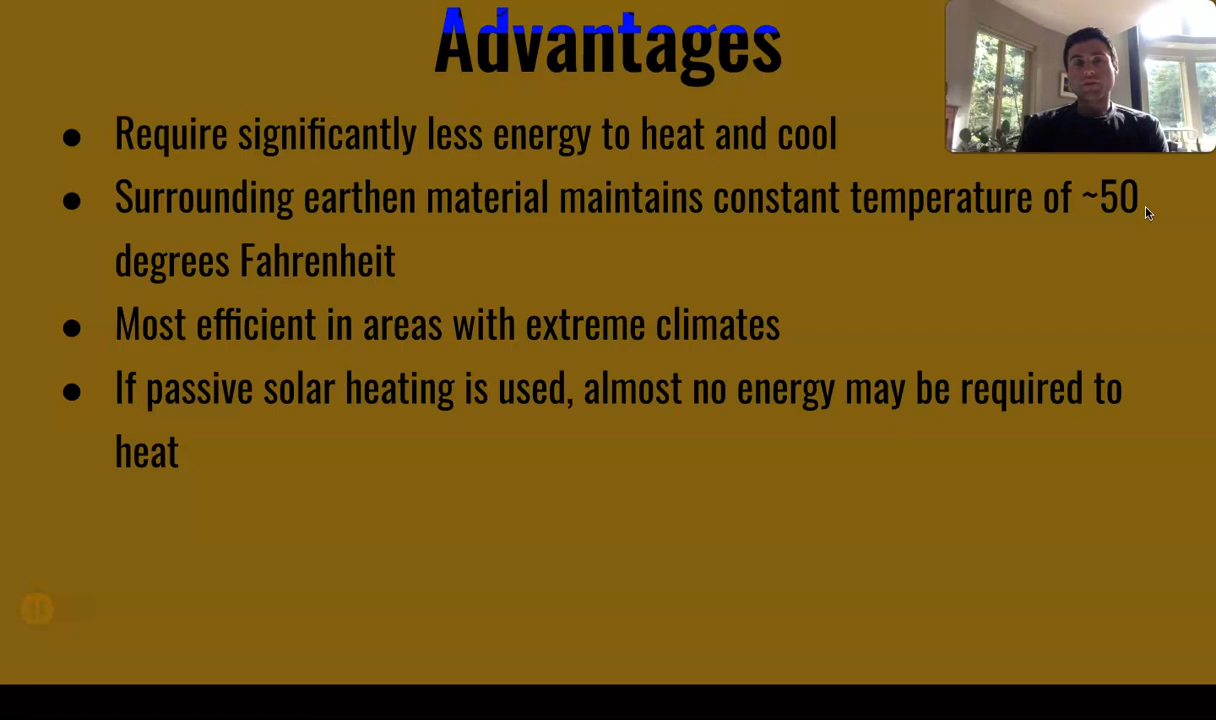 Advantages
● Require significantly less energy to heat and cool
● Surrounding earthen material maintains constant temperature of ~50
degrees Fahrenheit
● Most efficient in areas with extreme climates
● If passive solar heating is used, almost no energy may be required to
heat